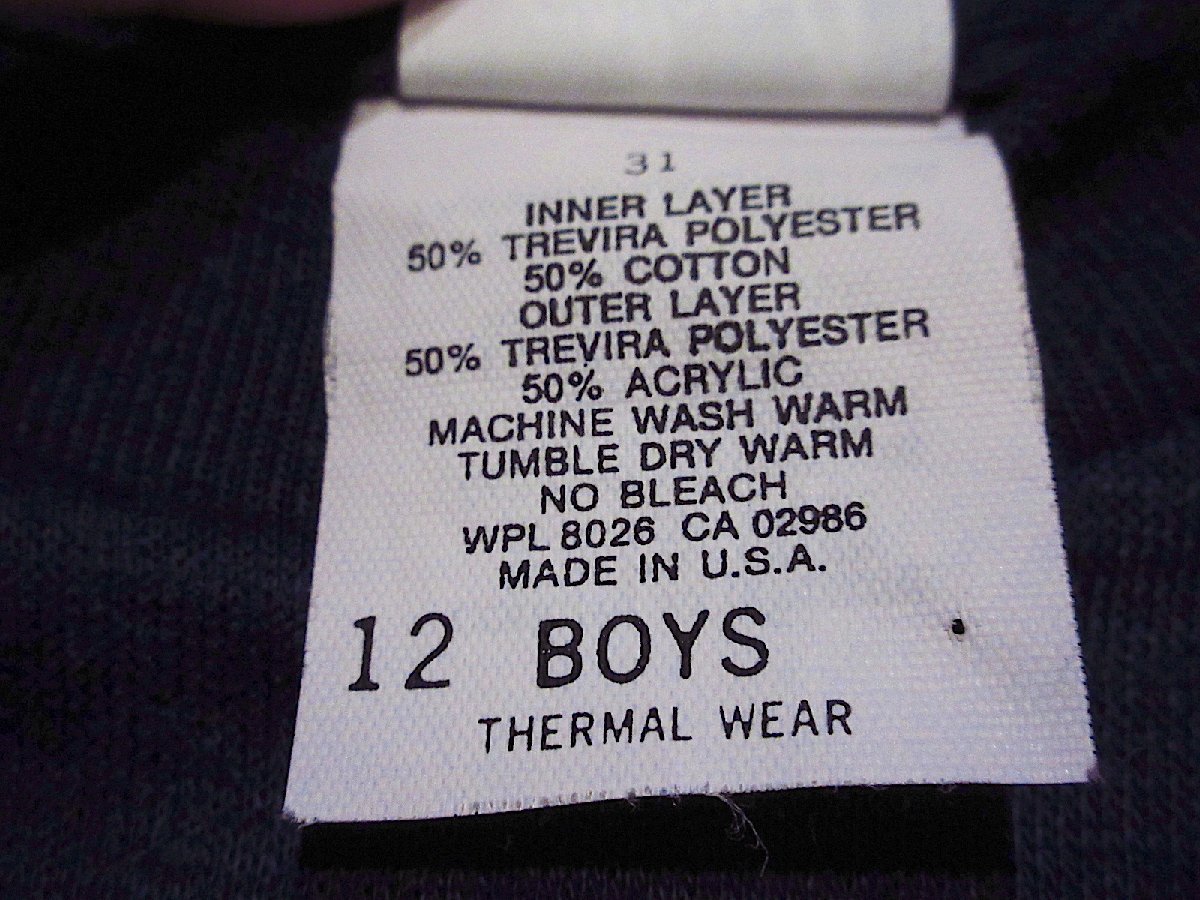 31
INNER LAYER
50% TREVIRA POLYESTER
50% COTTON
OUTER LAYER
50% TREVIRA POLYESTER
50% ACRYLIC
MACHINE WASH WARM
TUMBLE DRY WARM
NO BLEACH
WPL 8026 CA 02986
MADE IN U.S.A.
12 BOYS
THERMAL WEAR